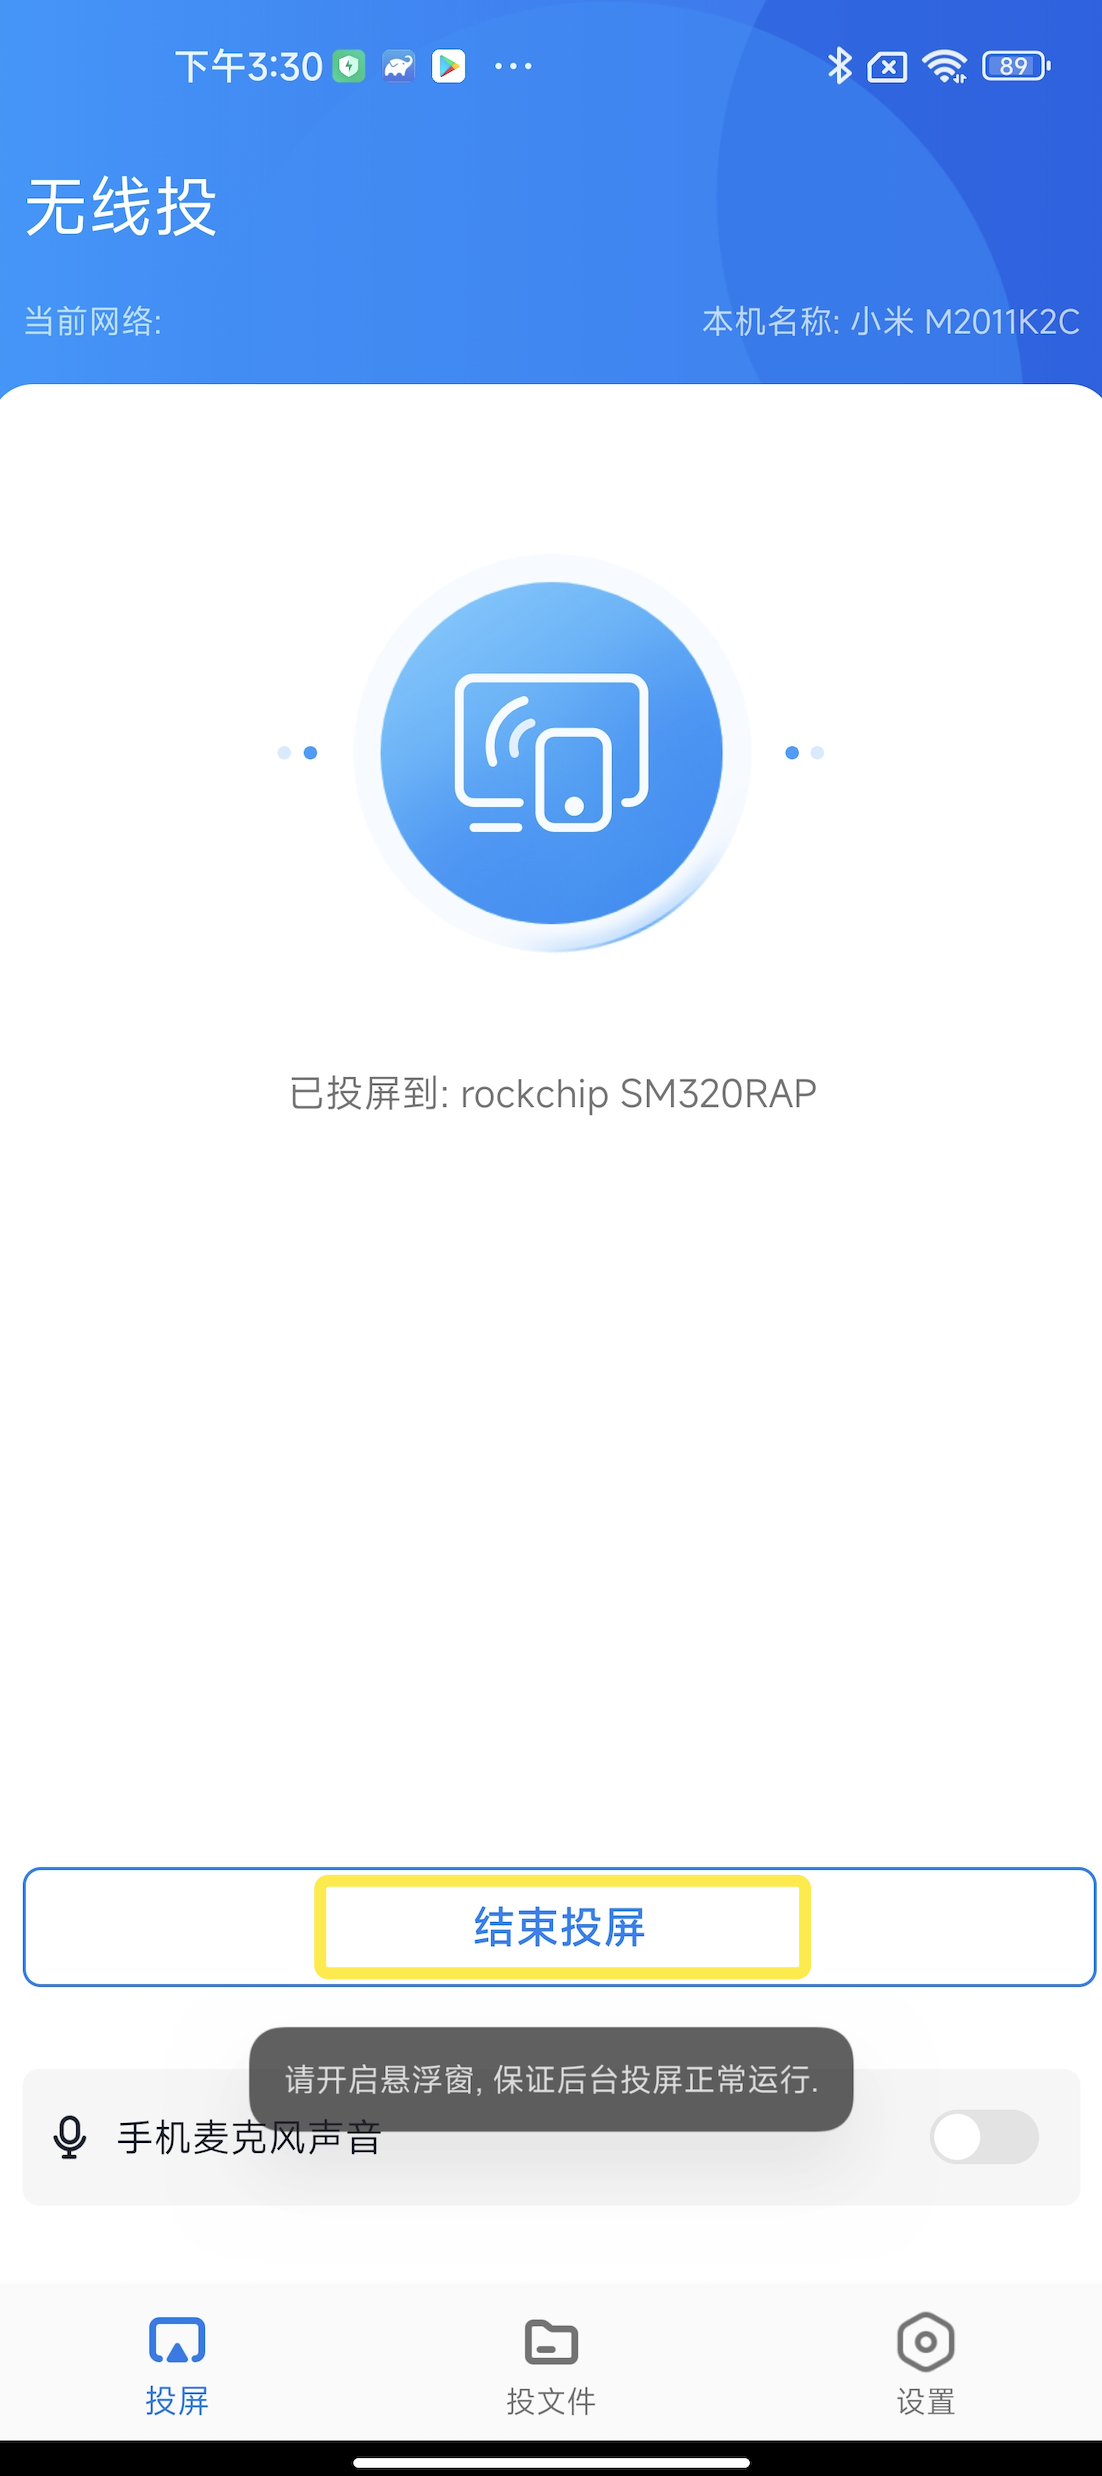 下午3:30
89
无线投
当前网络:
本机名称: 小米 M2011K2C
已投屏到: rockchip SM320RAP
结束投屏
请开启悬浮窗, 保证后台投屏正常运行.
手机麦克风声音
投屏
投文件
设置